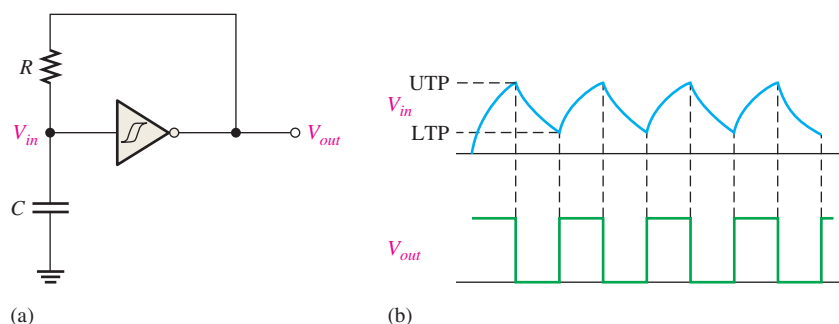 R
V_in
C
V_out
(a)
UTP
V_in
LTP
V_out
(b)